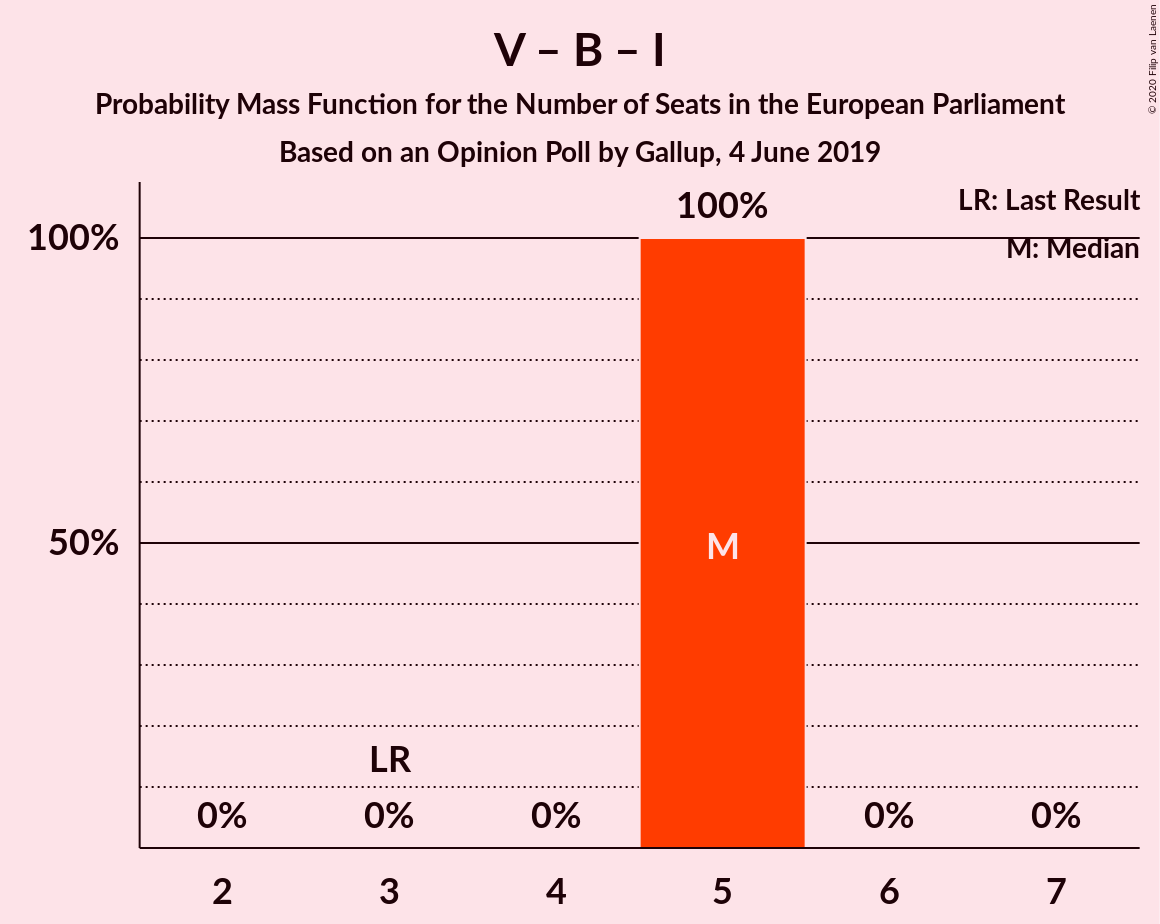 V – B – I
Probability Mass Function for the Number of Seats in the European Parliament
Based on an Opinion Poll by Gallup, 4 June 2019
© 2020 Filip van Laenen
LR: Last Result
M: Median
100%
100%
50%
M
LR
0% 0% 0% 0% 0%
2 3 4 5 6 7